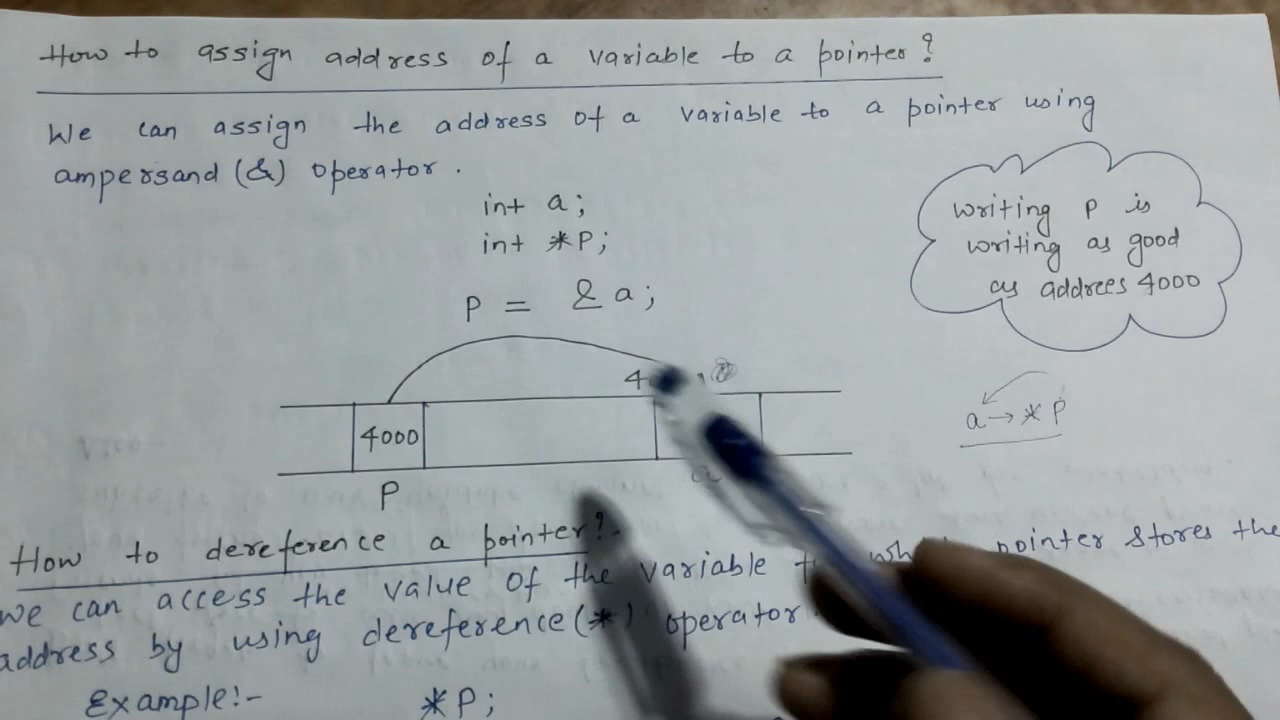 How to assign address of a variable to a pointer?
We can assign the address of a variable to a pointer using
ampersand (&) operator.
int a;
int *P;
P = &a;
writing P is
writing as good
as addrees 4000
a → *P
4000
P
a
How to dereference a pointer?
We can access the value of the variable pointer stores the
address by using dereference(*) operator
Example:-
*P;